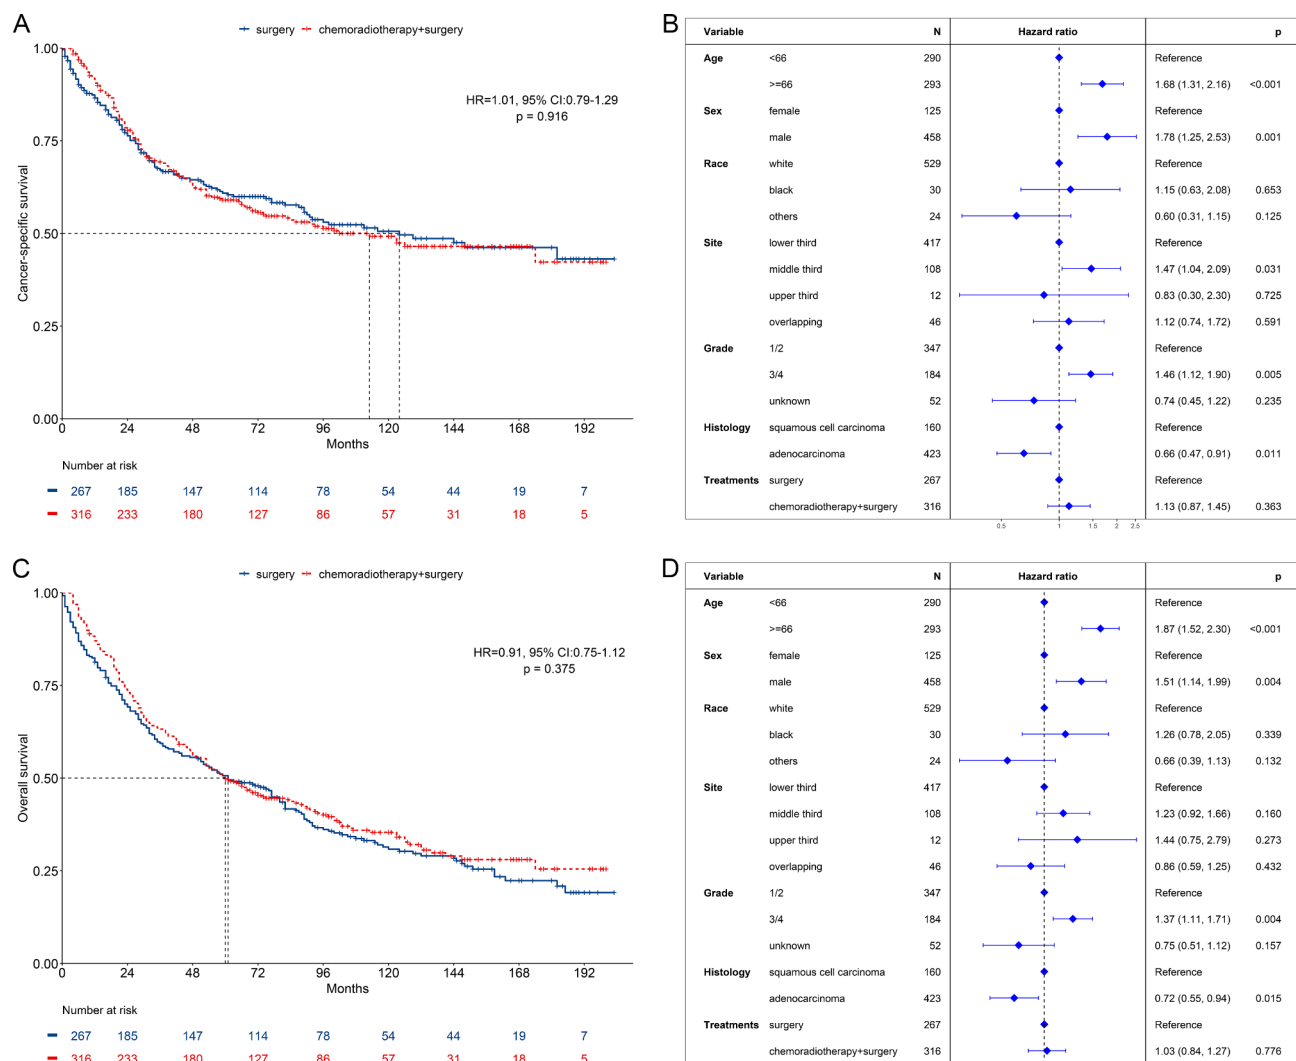 A
surgery chemoradiotherapy+surgery
HR=1.01, 95% CI:0.79-1.29
p = 0.916
Cancer-specific survival
1.00
0.75
0.50
0.25
0.00
0 24 48 72 96 120 144 168 192
Months
Number at risk
267 185 147 114 78 54 44 19 7
316 233 180 127 86 57 31 18 5
B
Variable N Hazard ratio p
Age <66 290 Reference
>=66 293 1.68 (1.31, 2.16) <0.001
Sex female 125 Reference
male 458 1.78 (1.25, 2.53) 0.001
Race white 529 Reference
black 30 1.15 (0.63, 2.08) 0.653
others 24 0.60 (0.31, 1.15) 0.125
Site lower third 417 Reference
middle third 108 1.47 (1.04, 2.09) 0.031
upper third 12 0.83 (0.30, 2.30) 0.725
overlapping 46 1.12 (0.74, 1.72) 0.591
Grade 1/2 347 Reference
3/4 184 1.46 (1.12, 1.90) 0.005
unknown 52 0.74 (0.45, 1.22) 0.235
Histology squamous cell carcinoma 160 Reference
adenocarcinoma 423 0.66 (0.47, 0.91) 0.011
Treatments surgery 267 Reference
chemoradiotherapy+surgery 316 1.13 (0.87, 1.45) 0.363
0.5 1 1.5 2 2.5
C
surgery chemoradiotherapy+surgery
HR=0.91, 95% CI:0.75-1.12
p = 0.375
Overall survival
1.00
0.75
0.50
0.25
0.00
0 24 48 72 96 120 144 168 192
Months
Number at risk
267 185 147 114 78 54 44 19 7
316 233 180 127 86 57 31 18 5
D
Variable N Hazard ratio p
Age <66 290 Reference
>=66 293 1.87 (1.52, 2.30) <0.001
Sex female 125 Reference
male 458 1.51 (1.14, 1.99) 0.004
Race white 529 Reference
black 30 1.26 (0.78, 2.05) 0.339
others 24 0.66 (0.39, 1.13) 0.132
Site lower third 417 Reference
middle third 108 1.23 (0.92, 1.66) 0.160
upper third 12 1.44 (0.75, 2.79) 0.273
overlapping 46 0.86 (0.59, 1.25) 0.432
Grade 1/2 347 Reference
3/4 184 1.37 (1.11, 1.71) 0.004
unknown 52 0.75 (0.51, 1.12) 0.157
Histology squamous cell carcinoma 160 Reference
adenocarcinoma 423 0.72 (0.55, 0.94) 0.015
Treatments surgery 267 Reference
chemoradiotherapy+surgery 316 1.03 (0.84, 1.27) 0.776